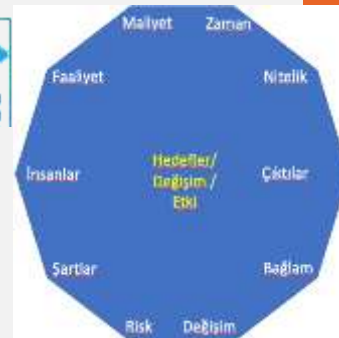 Maliyet Zaman
Faaliyet Nitelik
İnsanlar Hedefler/ Çıktılar
Değişim /
Etki
Şartlar Bağlam
Risk Değişim